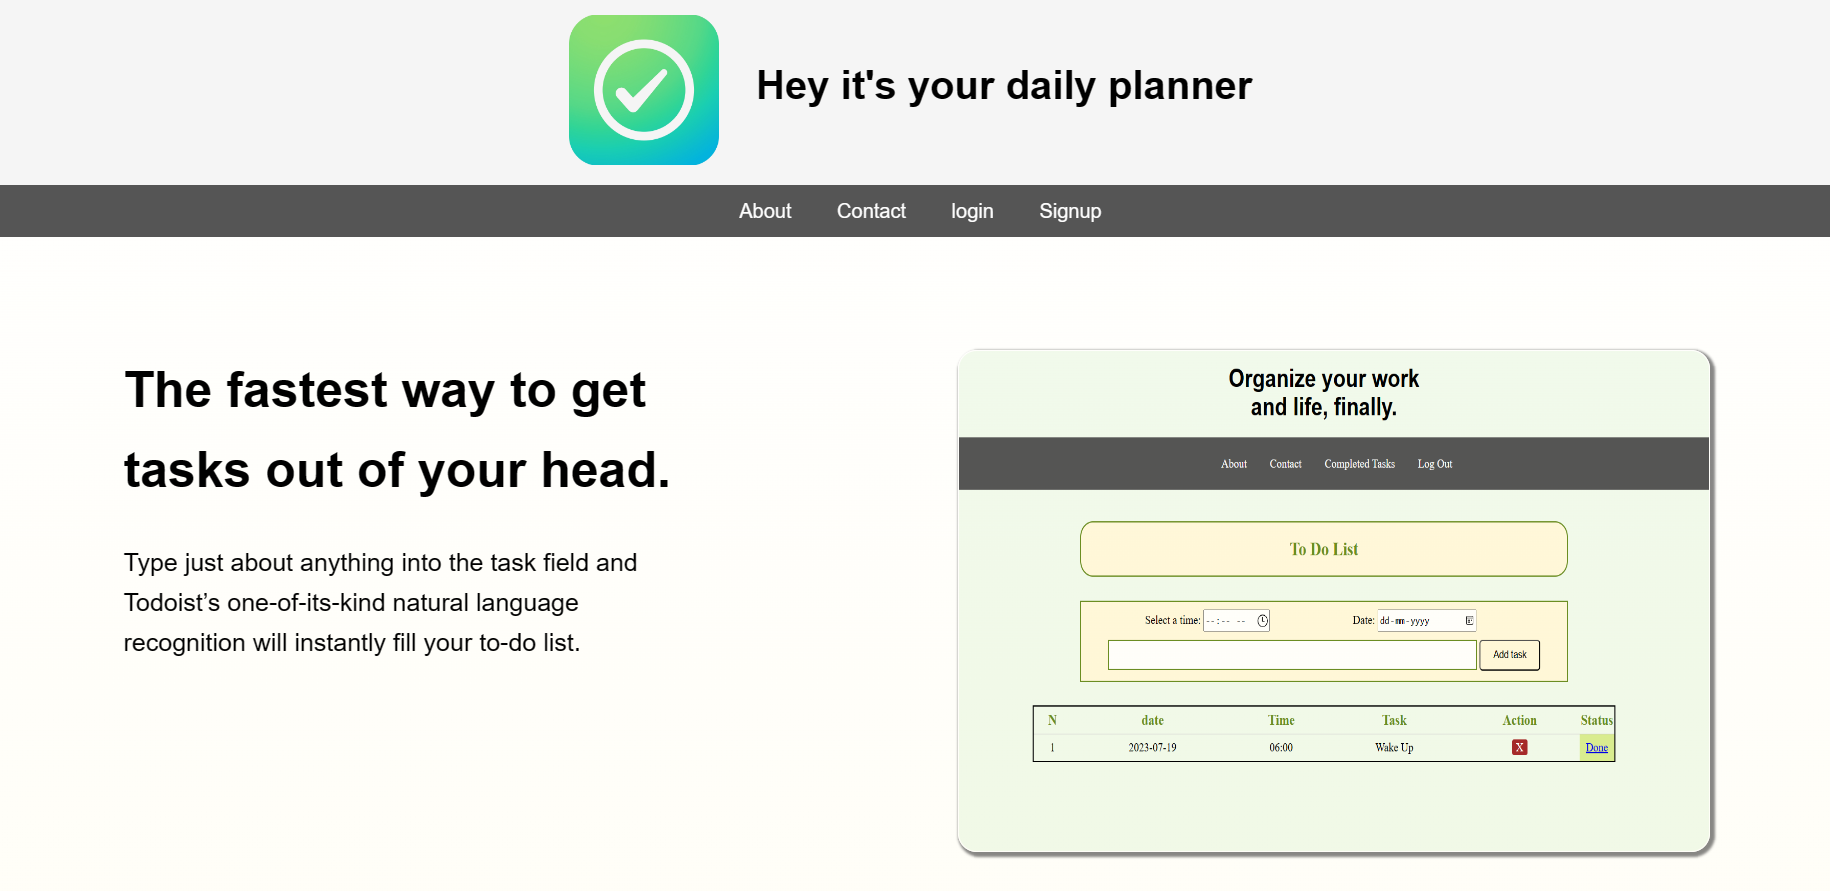 Hey it's your daily planner
About Contact login Signup
The fastest way to get
tasks out of your head.
Type just about anything into the task field and
Todoist’s one-of-its-kind natural language
recognition will instantly fill your to-do list.
Organize your work
and life, finally.
About Contact Completed Tasks Log Out
To Do List
Select a time: --:-- -- Date: dd-mm-yyyy
Add task
N date Time Task Action Status
1 2023-07-19 06:00 Wake Up X Done